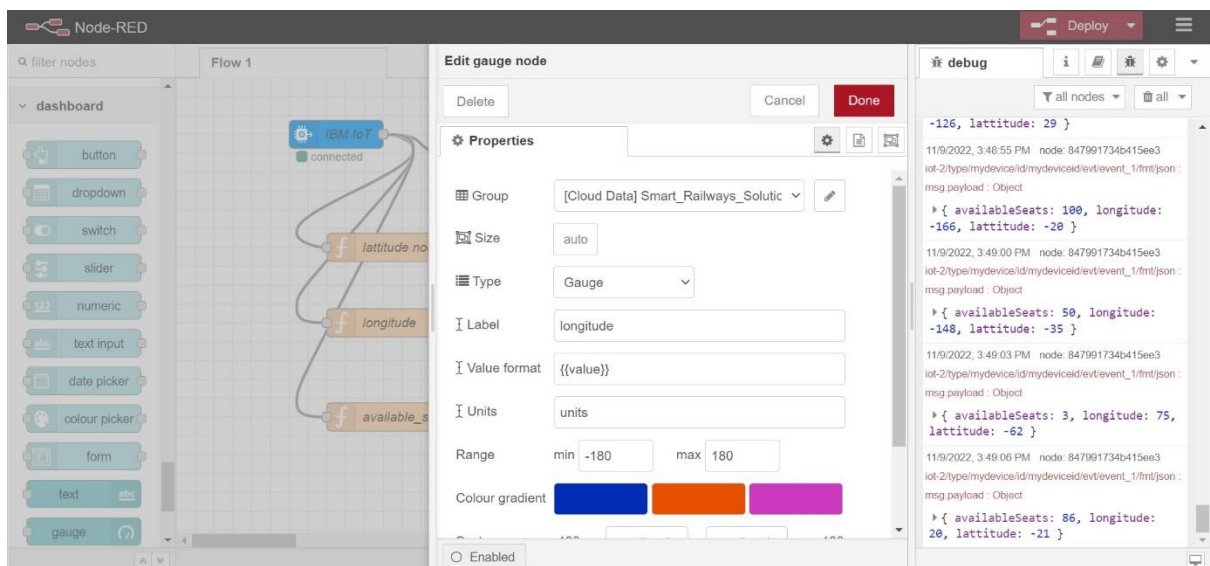 Node-RED
Deploy
filter nodes
dashboard
button
dropdown
switch
slider
numeric
text input
date picker
colour picker
form
text
gauge
Flow 1
IBM IoT
connected
lattitude no
longitude
available_s
Edit gauge node
Delete
Cancel
Done
Properties
Group
[Cloud Data] Smart_Railways_Solutic
Size
auto
Type
Gauge
Label
longitude
Value format
{{value}}
Units
units
Range
min -180
max 180
Colour gradient
Enabled
debug
all nodes
all
-126, lattitude: 29 }
11/9/2022, 3:48:55 PM node: 847991734b415ee3
iot-2/type/mydevice/id/mydeviceid/evt/event_1/fmt/json :
msg.payload : Object
{ availableSeats: 100, longitude:
-166, lattitude: -20 }
11/9/2022, 3:49:00 PM node: 847991734b415ee3
iot-2/type/mydevice/id/mydeviceid/evt/event_1/fmt/json :
msg.payload : Object
{ availableSeats: 50, longitude:
-148, lattitude: -35 }
11/9/2022, 3:49:03 PM node: 847991734b415ee3
iot-2/type/mydevice/id/mydeviceid/evt/event_1/fmt/json :
msg.payload : Object
{ availableSeats: 3, longitude: 75,
lattitude: -62 }
11/9/2022, 3:49:06 PM node: 847991734b415ee3
iot-2/type/mydevice/id/mydeviceid/evt/event_1/fmt/json :
msg.payload : Object
{ availableSeats: 86, longitude:
20, lattitude: -21 }